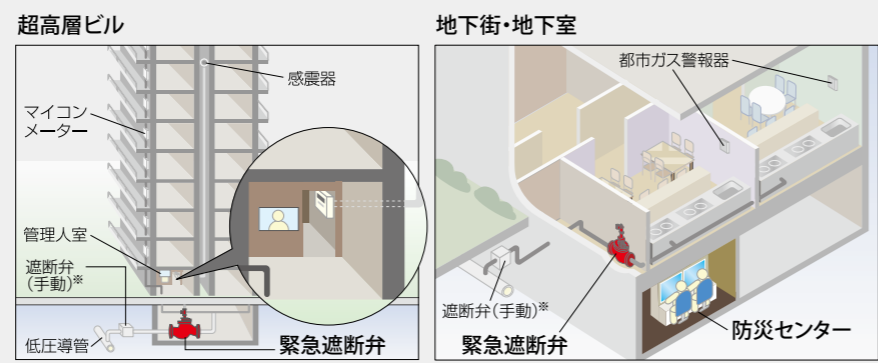 超高層ビル
感震器
マイコン
メーター
管理人室
遮断弁
(手動)※
低圧導管
緊急遮断弁
地下街・地下室
都市ガス警報器
遮断弁(手動)※
緊急遮断弁
防災センター